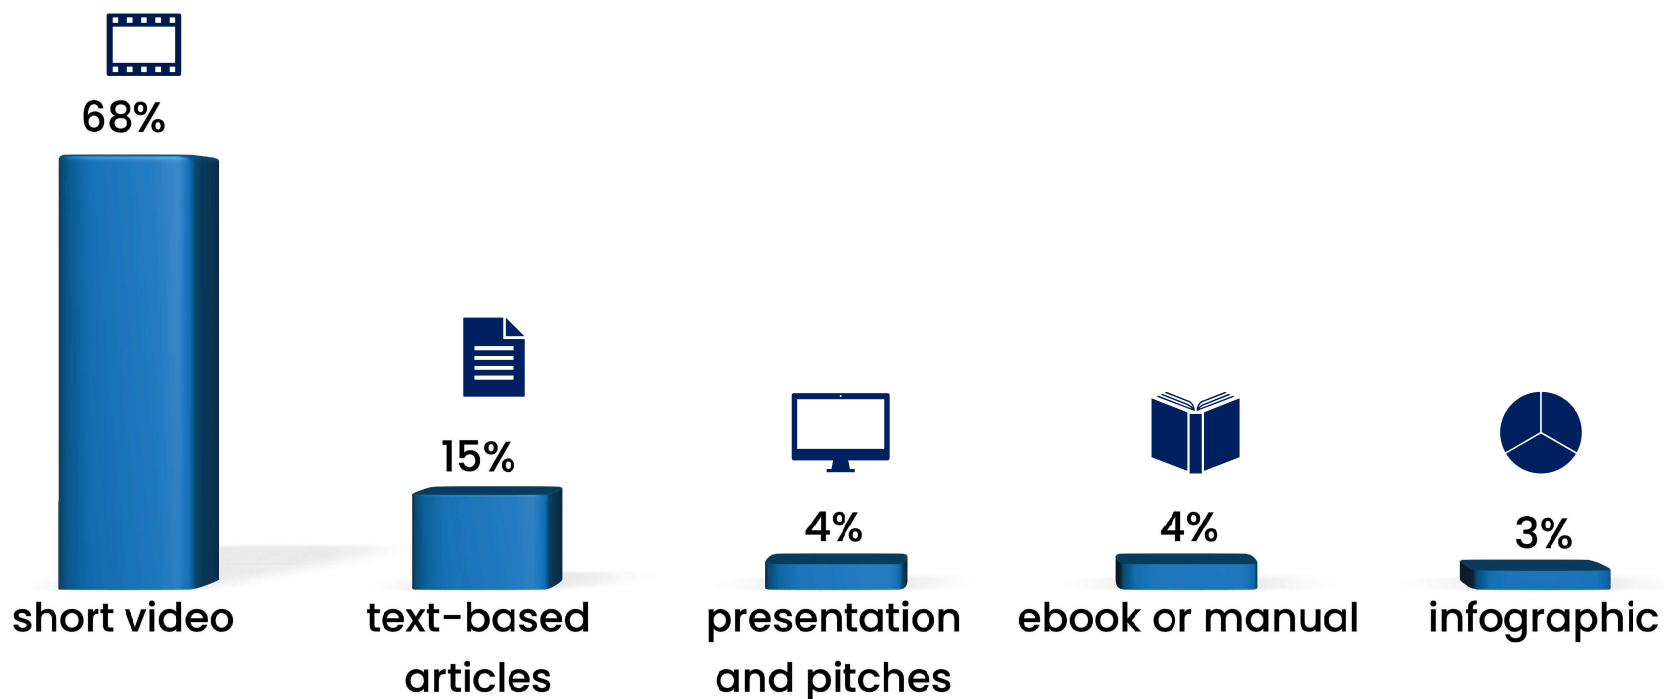 68%
short video
15%
text-based
articles
4%
presentation
and pitches
4%
ebook or manual
3%
infographic